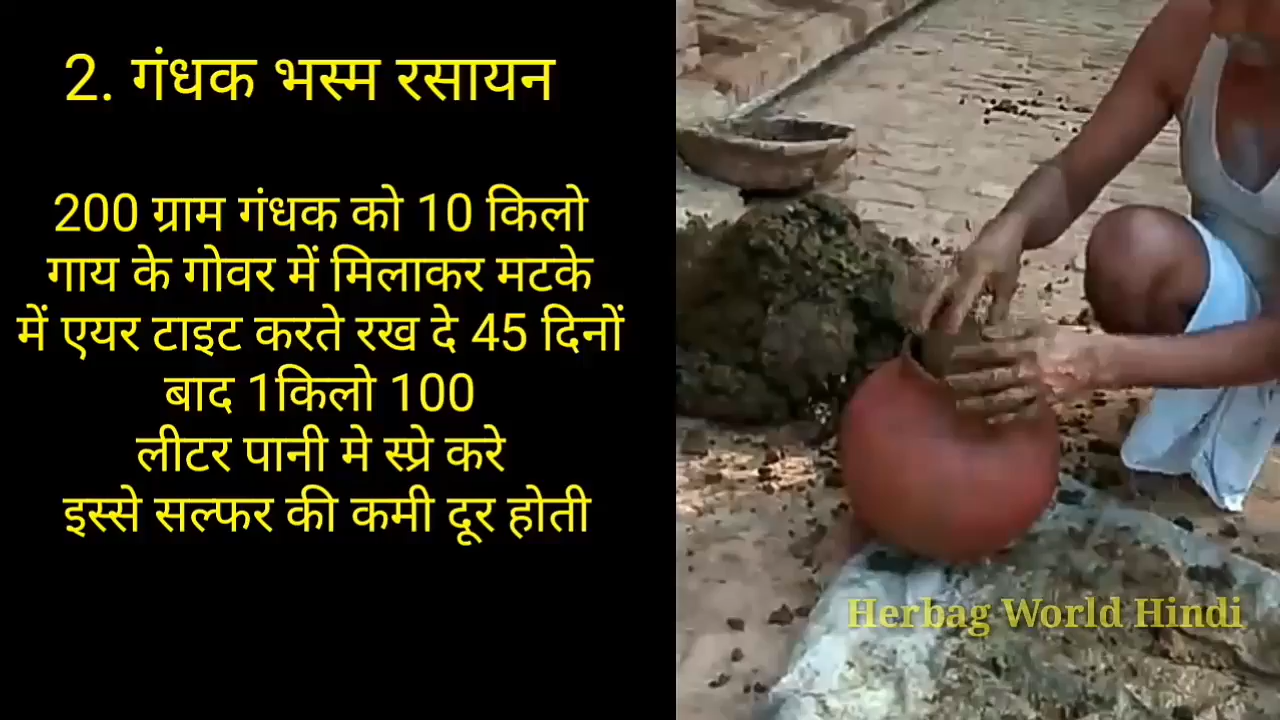 2. गंधक भस्म रसायन
200 ग्राम गंधक को 10 किलो
गाय के गोवर में मिलाकर मटके
में एयर टाइट करते रख दे 45 दिनों
बाद 1किलो 100
लीटर पानी मे स्प्रे करे
इस्से सल्फर की कमी दूर होती
Herbag World Hindi